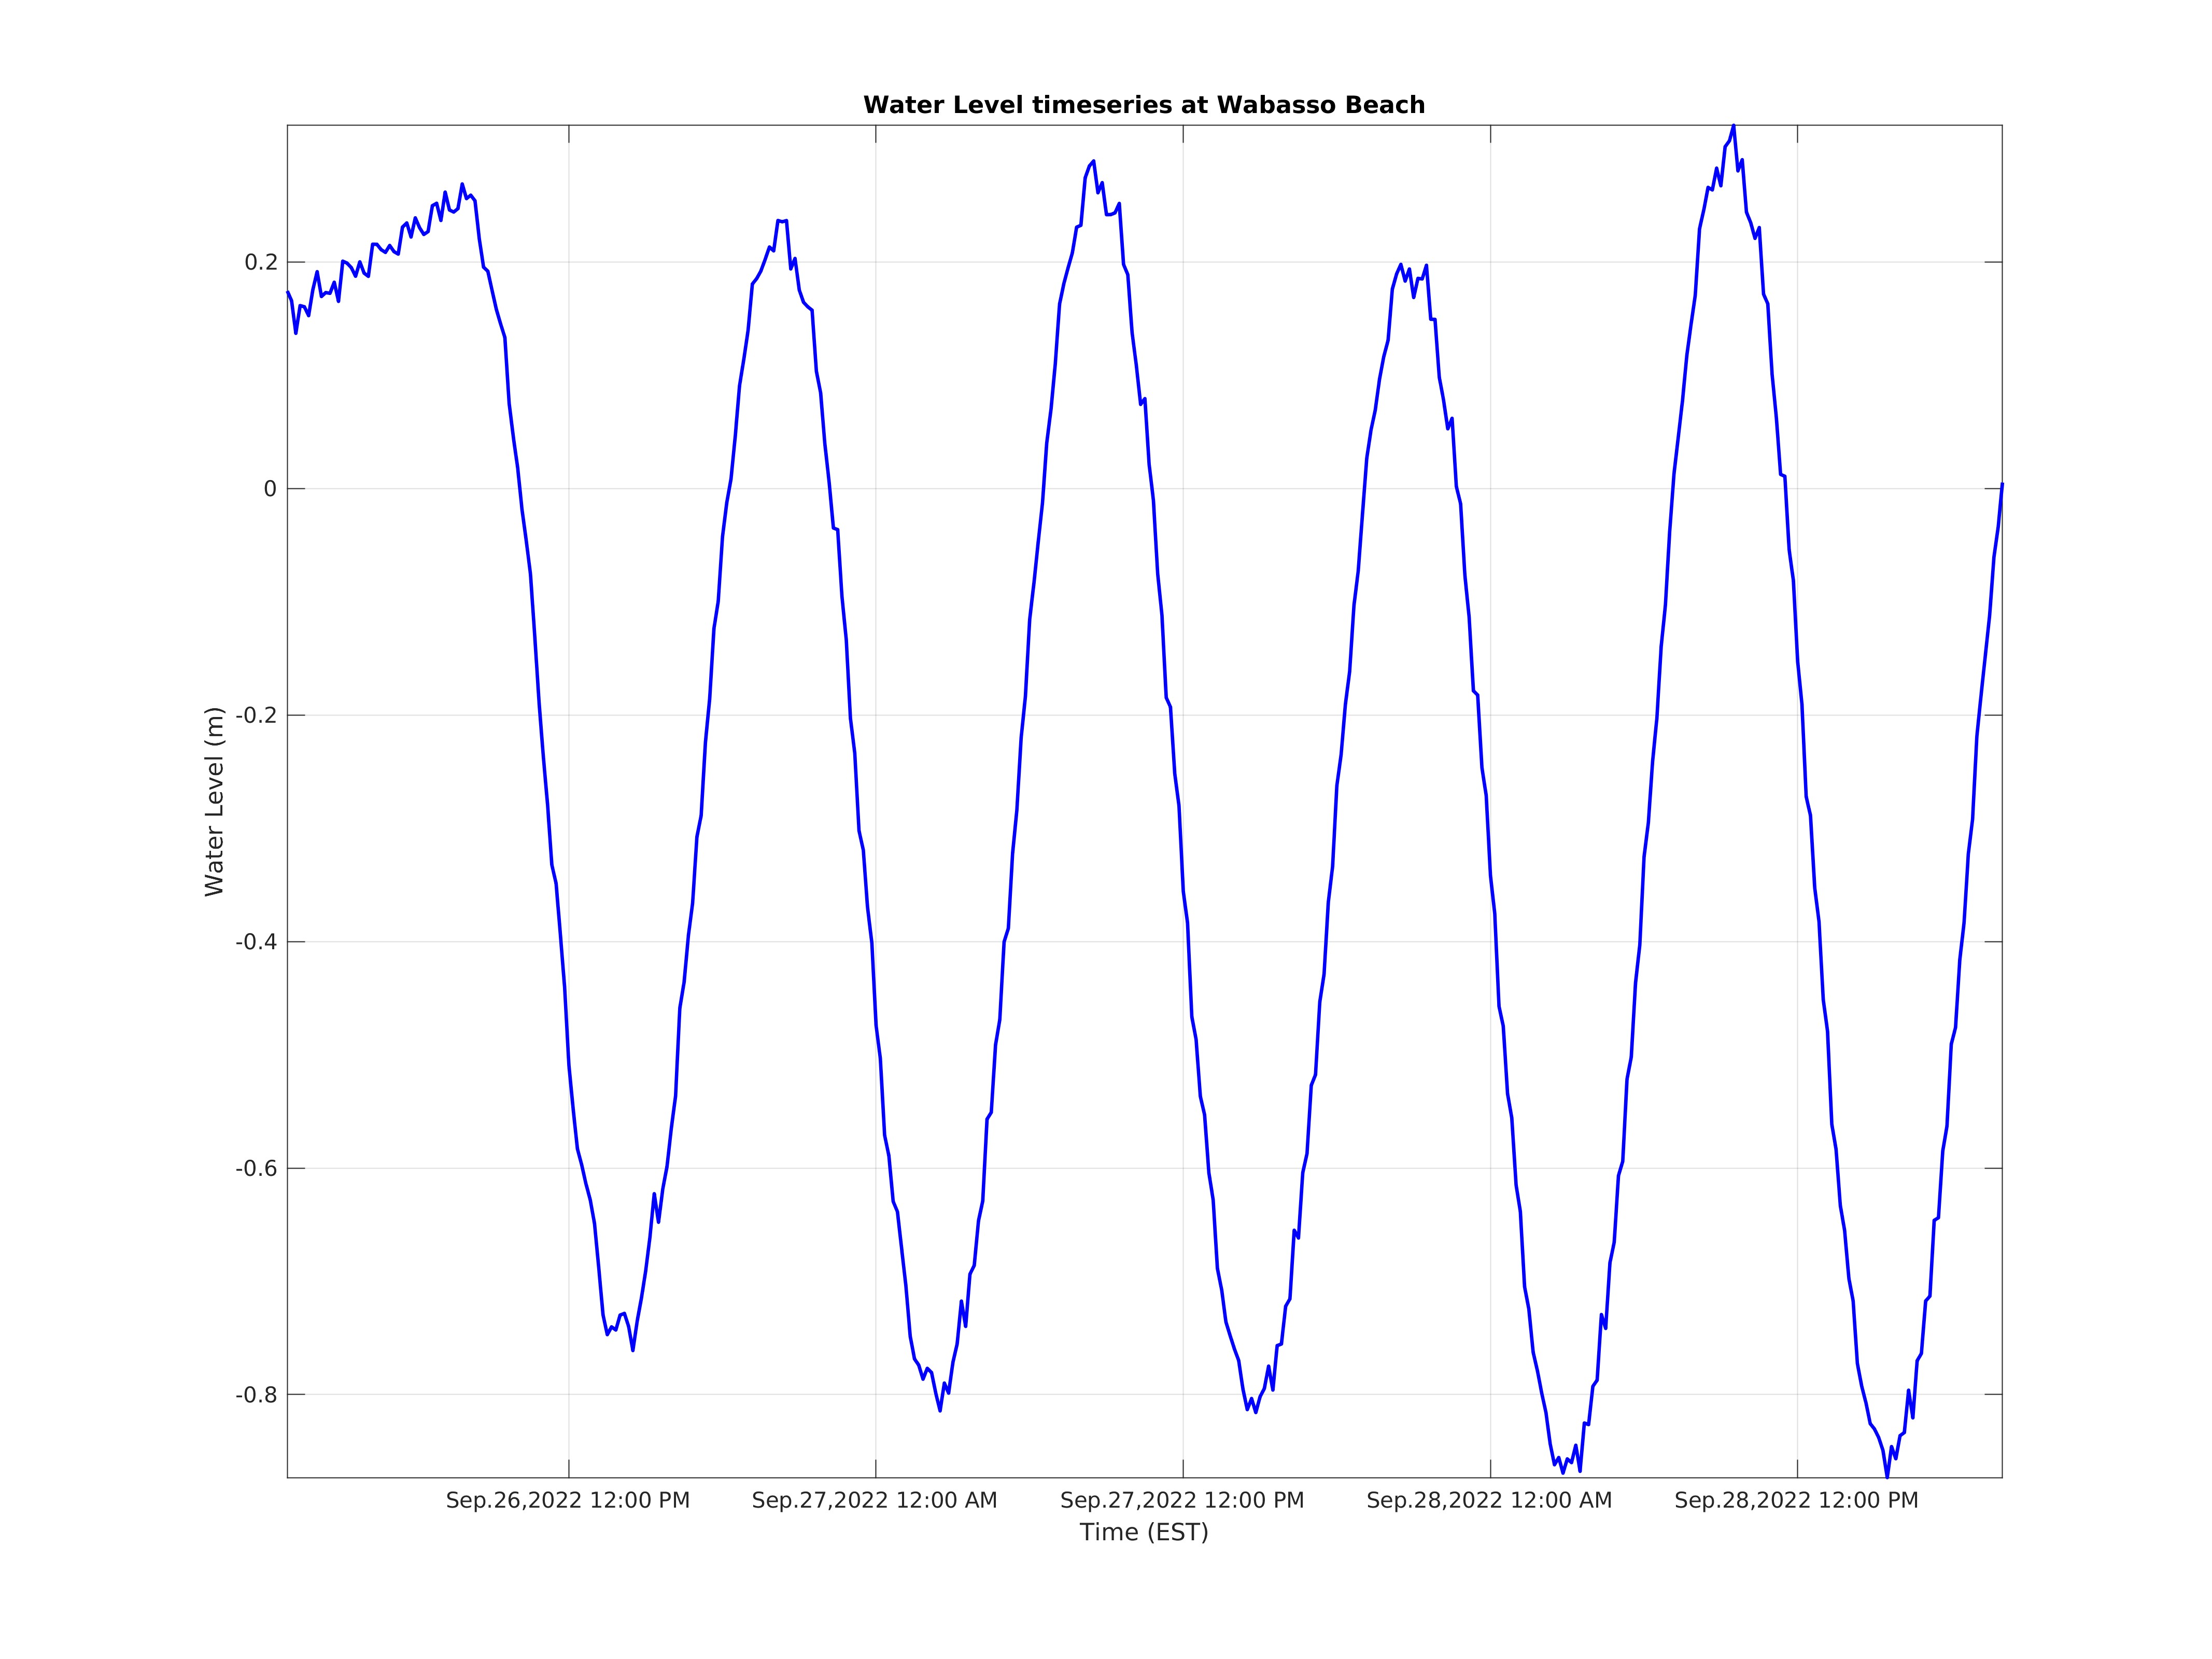 Water Level timeseries at Wabasso Beach
Water Level (m)
0.2
0
-0.2
-0.4
-0.6
-0.8
Sep.26,2022 12:00 PM
Sep.27,2022 12:00 AM
Sep.27,2022 12:00 PM
Sep.28,2022 12:00 AM
Sep.28,2022 12:00 PM
Time (EST)